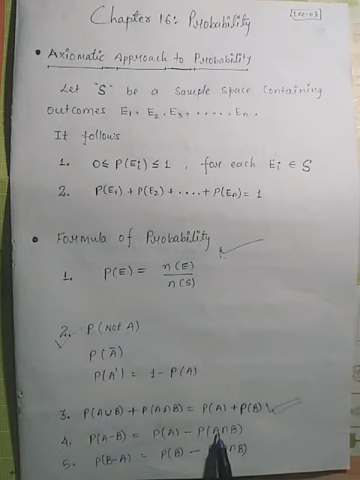 Chapter 16: Probability
Lec-03
• Axiomatic Approach to Probability
Let "S" be a sample space containing
outcomes E₁, E₂, E₃, ...... Eₙ.
It follows
1. 0 ≤ P(Eᵢ) ≤ 1 , for each Eᵢ ∈ S
2. P(E₁) + P(E₂) + .... + P(Eₙ) = 1
• Formula of Probability
1. P(E) = n(E) / n(S)
2. P(Not A)
P(A̅)
P(A') = 1 - P(A)
3. P(A∪B) + P(A∩B) = P(A) + P(B)
4. P(A-B) = P(A) - P(A∩B)
5. P(B-A) = P(B) - ∩B)